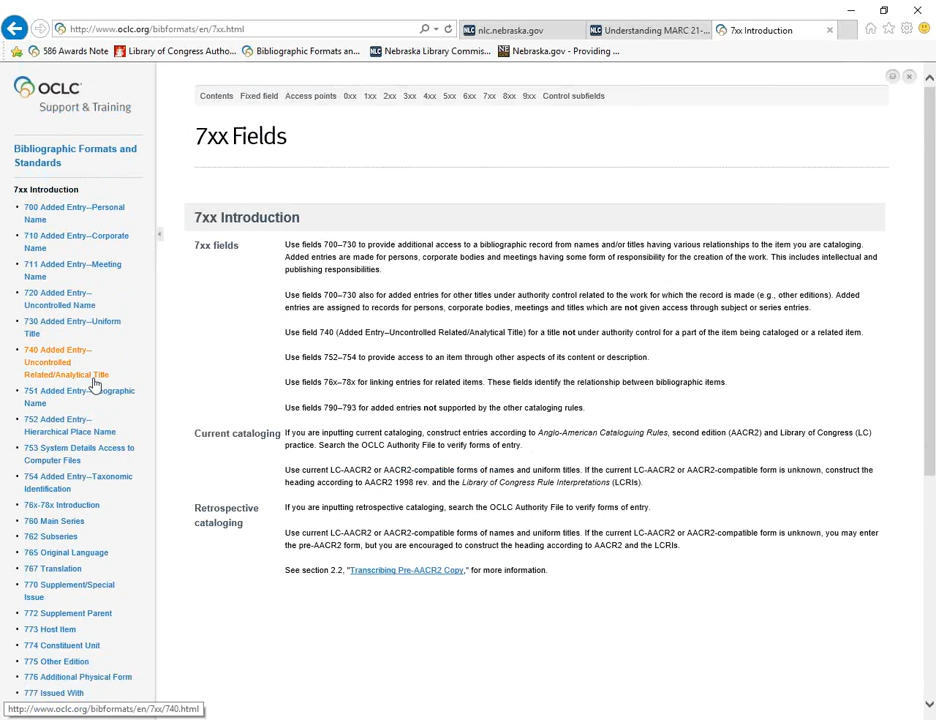 http://www.oclc.org/bibformats/en/7xx.html
nlc.nebraska.gov
Understanding MARC 21-...
7xx Introduction
586 Awards Note
Library of Congress Autho...
Bibliographic Formats an...
Nebraska Library Commis...
Nebraska.gov - Providing ...
OCLC
Support & Training
Bibliographic Formats and
Standards
7xx Introduction
700 Added Entry--Personal
Name
710 Added Entry--Corporate
Name
711 Added Entry--Meeting
Name
720 Added Entry--
Uncontrolled Name
730 Added Entry--Uniform
Title
740 Added Entry--
Uncontrolled
Related/Analytical Title
751 Added Entry--Geographic
Name
752 Added Entry--
Hierarchical Place Name
753 System Details Access to
Computer Files
754 Added Entry--Taxonomic
Identification
76x-78x Introduction
760 Main Series
762 Subseries
765 Original Language
767 Translation
770 Supplement/Special
Issue
772 Supplement Parent
773 Host Item
774 Constituent Unit
775 Other Edition
776 Additional Physical Form
777 Issued With
http://www.oclc.org/bibformats/en/7xx/740.html
Contents Fixed field Access points 0xx 1xx 2xx 3xx 4xx 5xx 6xx 7xx 8xx 9xx Control subfields
7xx Fields
7xx Introduction
7xx fields
Use fields 700–730 to provide additional access to a bibliographic record from names and/or titles having various relationships to the item you are cataloging.
Added entries are made for persons, corporate bodies and meetings having some form of responsibility for the creation of the work. This includes intellectual and
publishing responsibilities.
Use fields 700–730 also for added entries for other titles under authority control related to the work for which the record is made (e.g., other editions). Added
entries are assigned to records for persons, corporate bodies, meetings and titles which are not given access through subject or series entries.
Use field 740 (Added Entry–Uncontrolled Related/Analytical Title) for a title not under authority control for a part of the item being cataloged or a related item.
Use fields 752–754 to provide access to an item through other aspects of its content or description.
Use fields 76x–78x for linking entries for related items. These fields identify the relationship between bibliographic items.
Use fields 790–793 for added entries not supported by the other cataloging rules.
Current cataloging
If you are inputting current cataloging, construct entries according to Anglo-American Cataloguing Rules, second edition (AACR2) and Library of Congress (LC)
practice. Search the OCLC Authority File to verify forms of entry.
Use current LC-AACR2 or AACR2-compatible forms of names and uniform titles. If the current LC-AACR2 or AACR2-compatible form is unknown, construct the
heading according to AACR2 1998 rev. and the Library of Congress Rule Interpretations (LCRIs).
Retrospective
cataloging
If you are inputting retrospective cataloging, search the OCLC Authority File to verify forms of entry.
Use current LC-AACR2 or AACR2-compatible forms of names and uniform titles. If the current LC-AACR2 or AACR2-compatible form is unknown, you may enter
the pre-AACR2 form, but you are encouraged to construct the heading according to AACR2 and the LCRIs.
See section 2.2, "Transcribing Pre-AACR2 Copy," for more information.